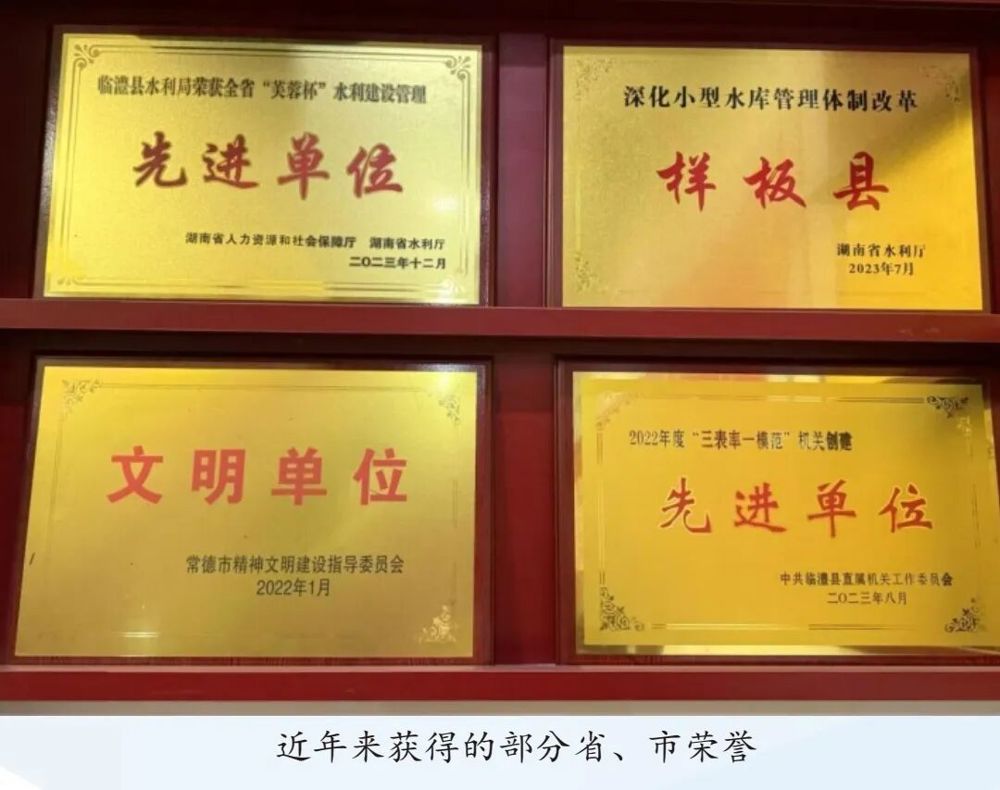 临澧县水利局荣获全省“芙蓉杯”水利建设管理
先进单位
湖南省人力资源和社会保障厅 湖南省水利厅
二〇二三年十二月
深化小型水库管理体制改革
样板县
湖南省水利厅
2023年7月
文明单位
常德市精神文明建设指导委员会
2022年1月
2022年度“三表率一模范”机关创建
先进单位
中共临澧县直属机关工作委员会
二〇二三年八月
近年来获得的部分省、市荣誉